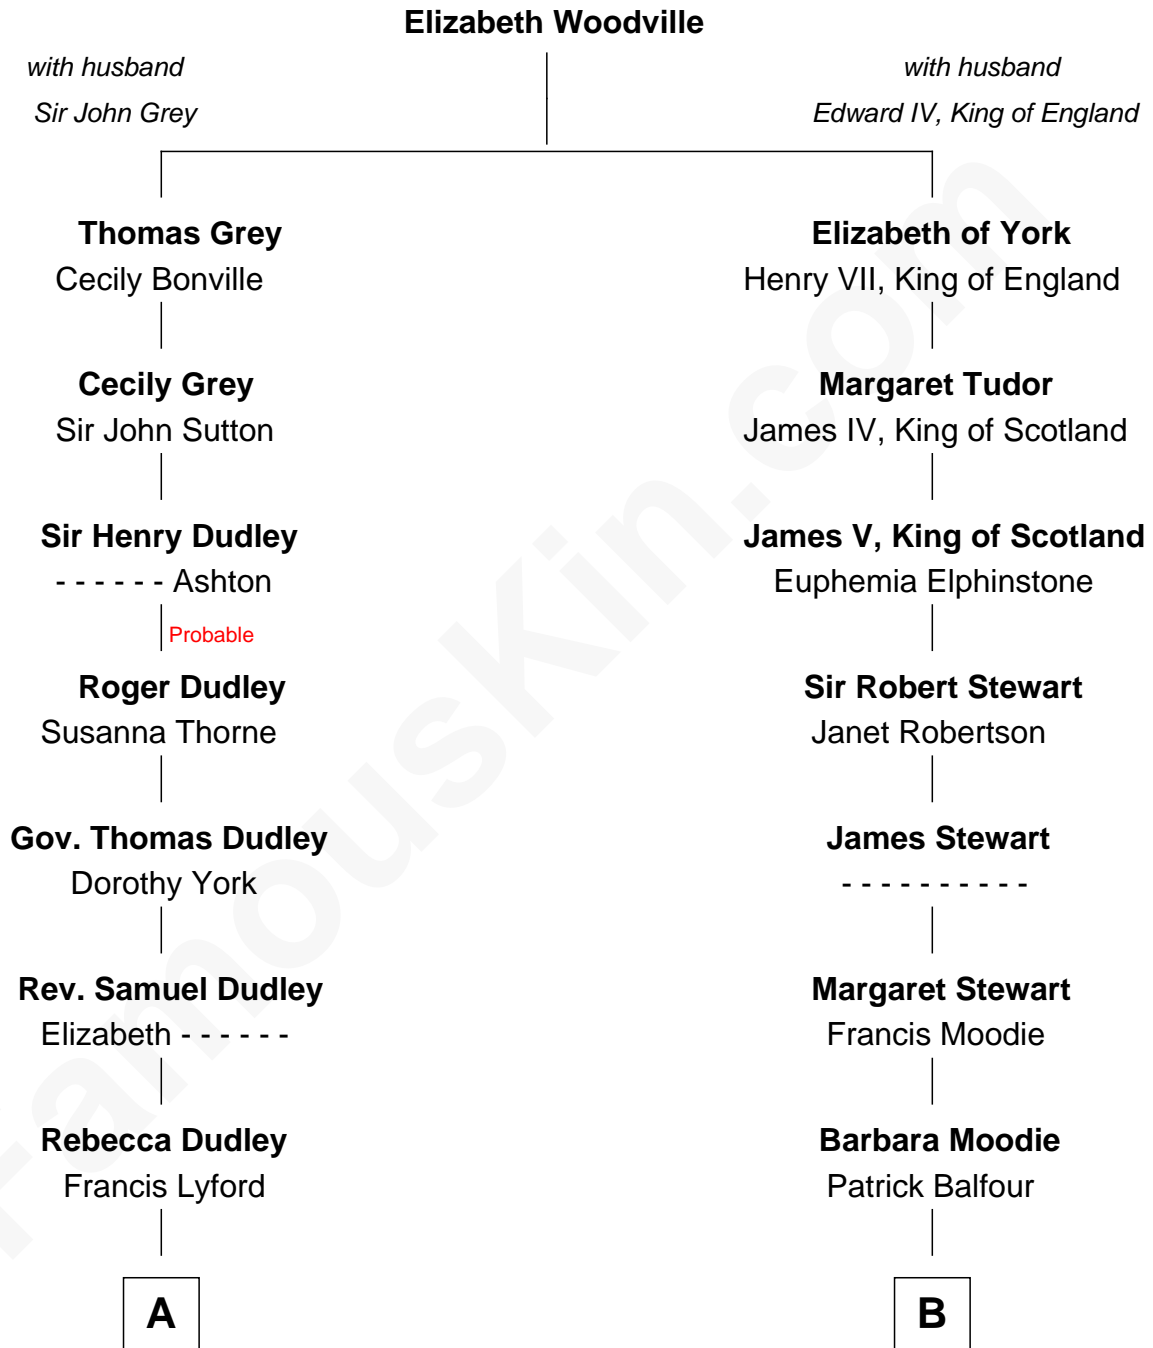 Elizabeth Woodville
with husband
Sir John Grey
with husband
Edward IV, King of England
Thomas Grey
Cecily Bonville
Elizabeth of York
Henry VII, King of England
Cecily Grey
Sir John Sutton
Margaret Tudor
James IV, King of Scotland
Sir Henry Dudley
- - - - - - Ashton
James V, King of Scotland
Euphemia Elphinstone
Probable
Roger Dudley
Susanna Thorne
Sir Robert Stewart
Janet Robertson
Gov. Thomas Dudley
Dorothy York
James Stewart
- - - - - - - - - -
Rev. Samuel Dudley
Elizabeth - - - - - -
Margaret Stewart
Francis Moodie
Rebecca Dudley
Francis Lyford
Barbara Moodie
Patrick Balfour
A
B
FamousKin.com